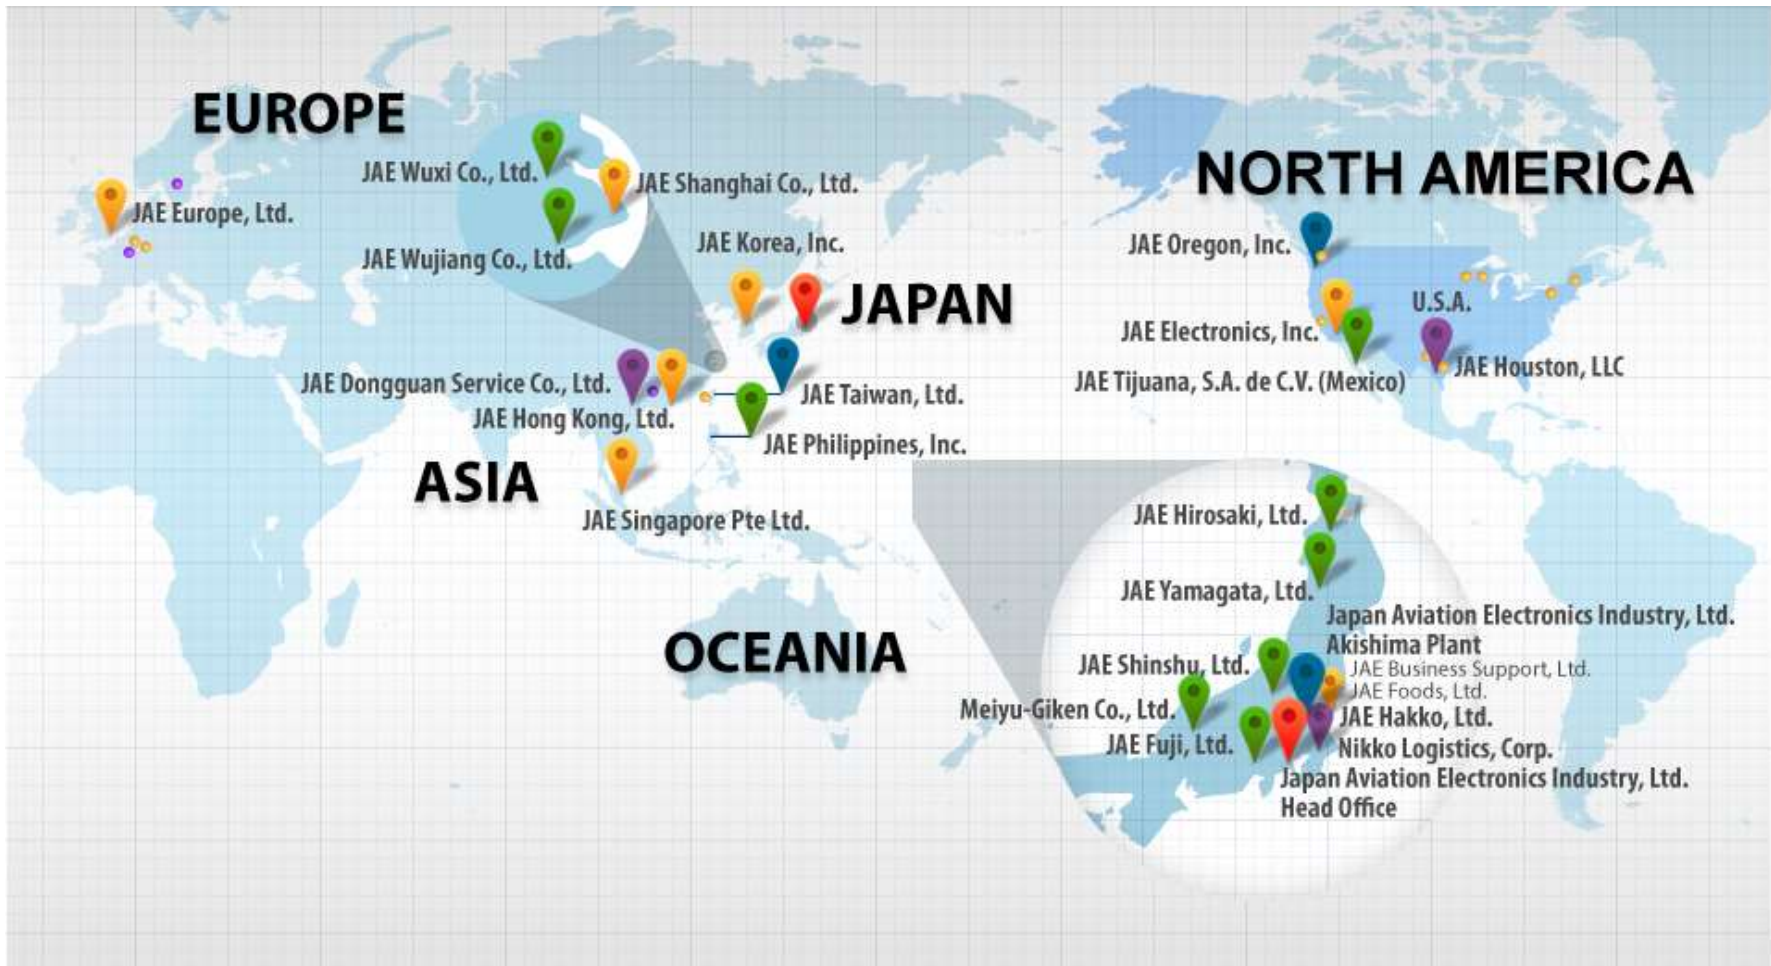 EUROPE
JAE Wuxi Co., Ltd.
JAE Shanghai Co., Ltd.
JAE Europe, Ltd.
JAE Wujiang Co., Ltd.
JAE Korea, Inc.
JAPAN
JAE Dongguan Service Co., Ltd.
JAE Hong Kong, Ltd.
JAE Taiwan, Ltd.
JAE Philippines, Inc.
ASIA
JAE Singapore Pte Ltd.
OCEANIA
NORTH AMERICA
JAE Oregon, Inc.
U.S.A.
JAE Electronics, Inc.
JAE Houston, LLC
JAE Tijuana, S.A. de C.V. (Mexico)
JAE Hirosaki, Ltd.
JAE Yamagata, Ltd.
Japan Aviation Electronics Industry, Ltd.
Akishima Plant
JAE Shinshu, Ltd.
JAE Business Support, Ltd.
JAE Foods, Ltd.
Meiyu-Giken Co., Ltd.
JAE Hakko, Ltd.
JAE Fuji, Ltd.
Nikko Logistics, Corp.
Japan Aviation Electronics Industry, Ltd.
Head Office